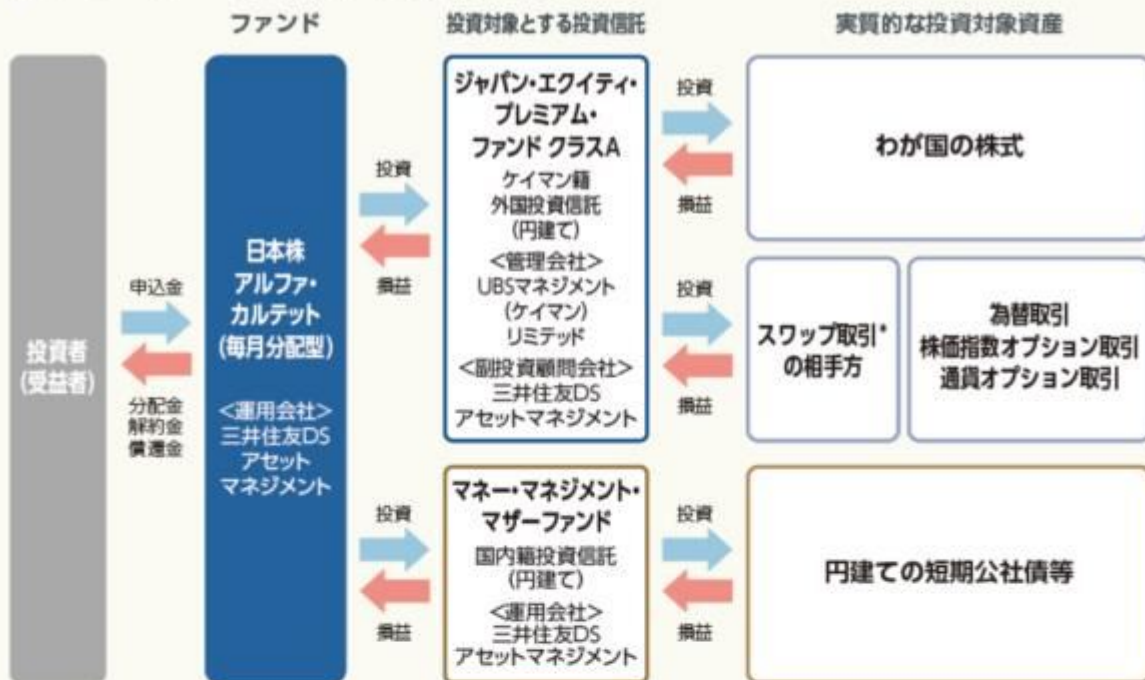 ファンド
投資対象とする投資信託
実質的な投資対象資産
投資者
(受益者)
申込金
分配金
解約金
償還金
日本株
アルファ・
カルテット
(毎月分配型)
<運用会社>
三井住友DS
アセット
マネジメント
投資
損益
ジャパン・エクイティ・
プレミアム・
ファンド クラスA
ケイマン籍
外国投資信託
(円建て)
<管理会社>
UBSマネジメント
(ケイマン)
リミテッド
<副投資顧問会社>
三井住友DS
アセットマネジメント
投資
損益
わが国の株式
投資
損益
スワップ取引*
の相手方
為替取引
株価指数オプション取引
通貨オプション取引
投資
損益
マネー・マネジメント・
マザーファンド
国内籍投資信託
(円建て)
<運用会社>
三井住友DS
アセットマネジメント
投資
損益
円建ての短期公社債等